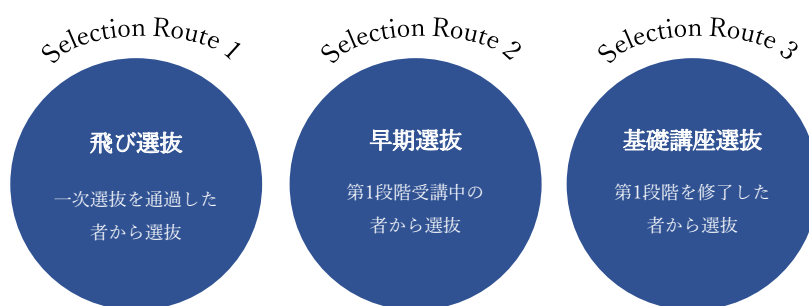 Selection Route 1
飛び選抜
一次選抜を通過した
者から選抜
Selection Route 2
早期選抜
第1段階受講中の
者から選抜
Selection Route 3
基礎講座選抜
第1段階を修了した
者から選抜